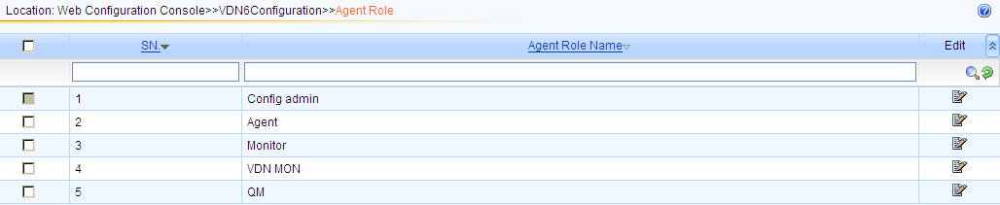 Location: Web Configuration Console>>VDN6Configuration>>Agent Role
SN. Agent Role Name Edit
1 Config admin
2 Agent
3 Monitor
4 VDN MON
5 QM